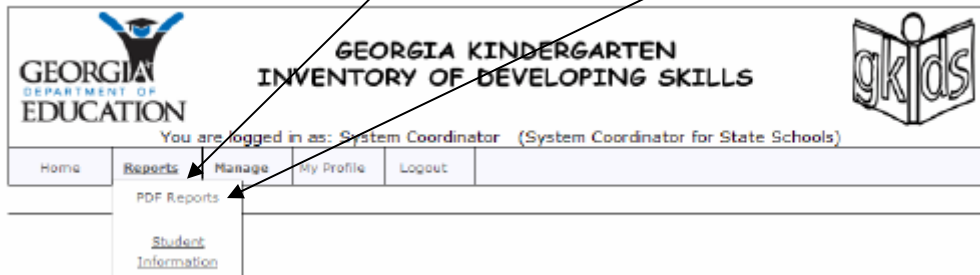 GEORGIA
DEPARTMENT OF
EDUCATION
GEORGIA KINDERGARTEN
INVENTORY OF DEVELOPING SKILLS
gkids
You are logged in as: System Coordinator (System Coordinator for State Schools)
Home Reports Manage My Profile Logout
PDF Reports
Student
Information